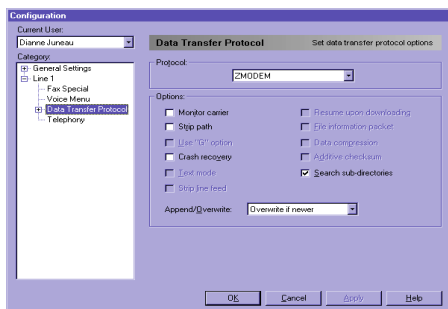 Configuration
Current User:
Dianne Juneau
Category:
General Settings
Line 1
Fax Special
Voice Menu
Data Transfer Protocol
Telephony
Data Transfer Protocol
Set data transfer protocol options
Protocol:
ZMODEM
Options:
Monitor carrier
Resume upon downloading
Strip path
File information packet
Use "G" option
Data compression
Crash recovery
Additive checksum
Text mode
Search sub-directories
Strip line feed
Append/Overwrite:
Overwrite if newer
OK
Cancel
Apply
Help